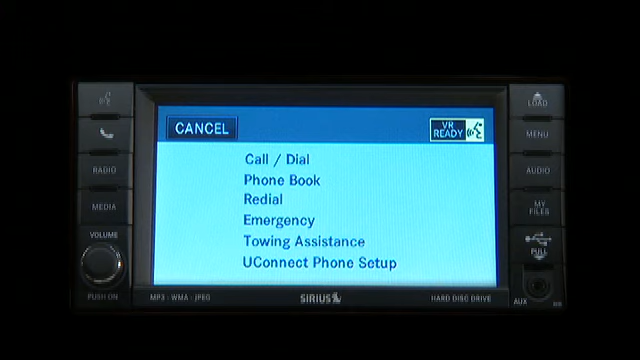 LOAD
CANCEL
VR
READY
MENU
Call / Dial
Phone Book
RADIO
AUDIO
Redial
MEDIA
MY
FILES
Emergency
VOLUME
Towing Assistance
PULL
UConnect Phone Setup
PUSH ON
MP3 · WMA · JPEG
SIRIUS
HARD DISC DRIVE
AUX